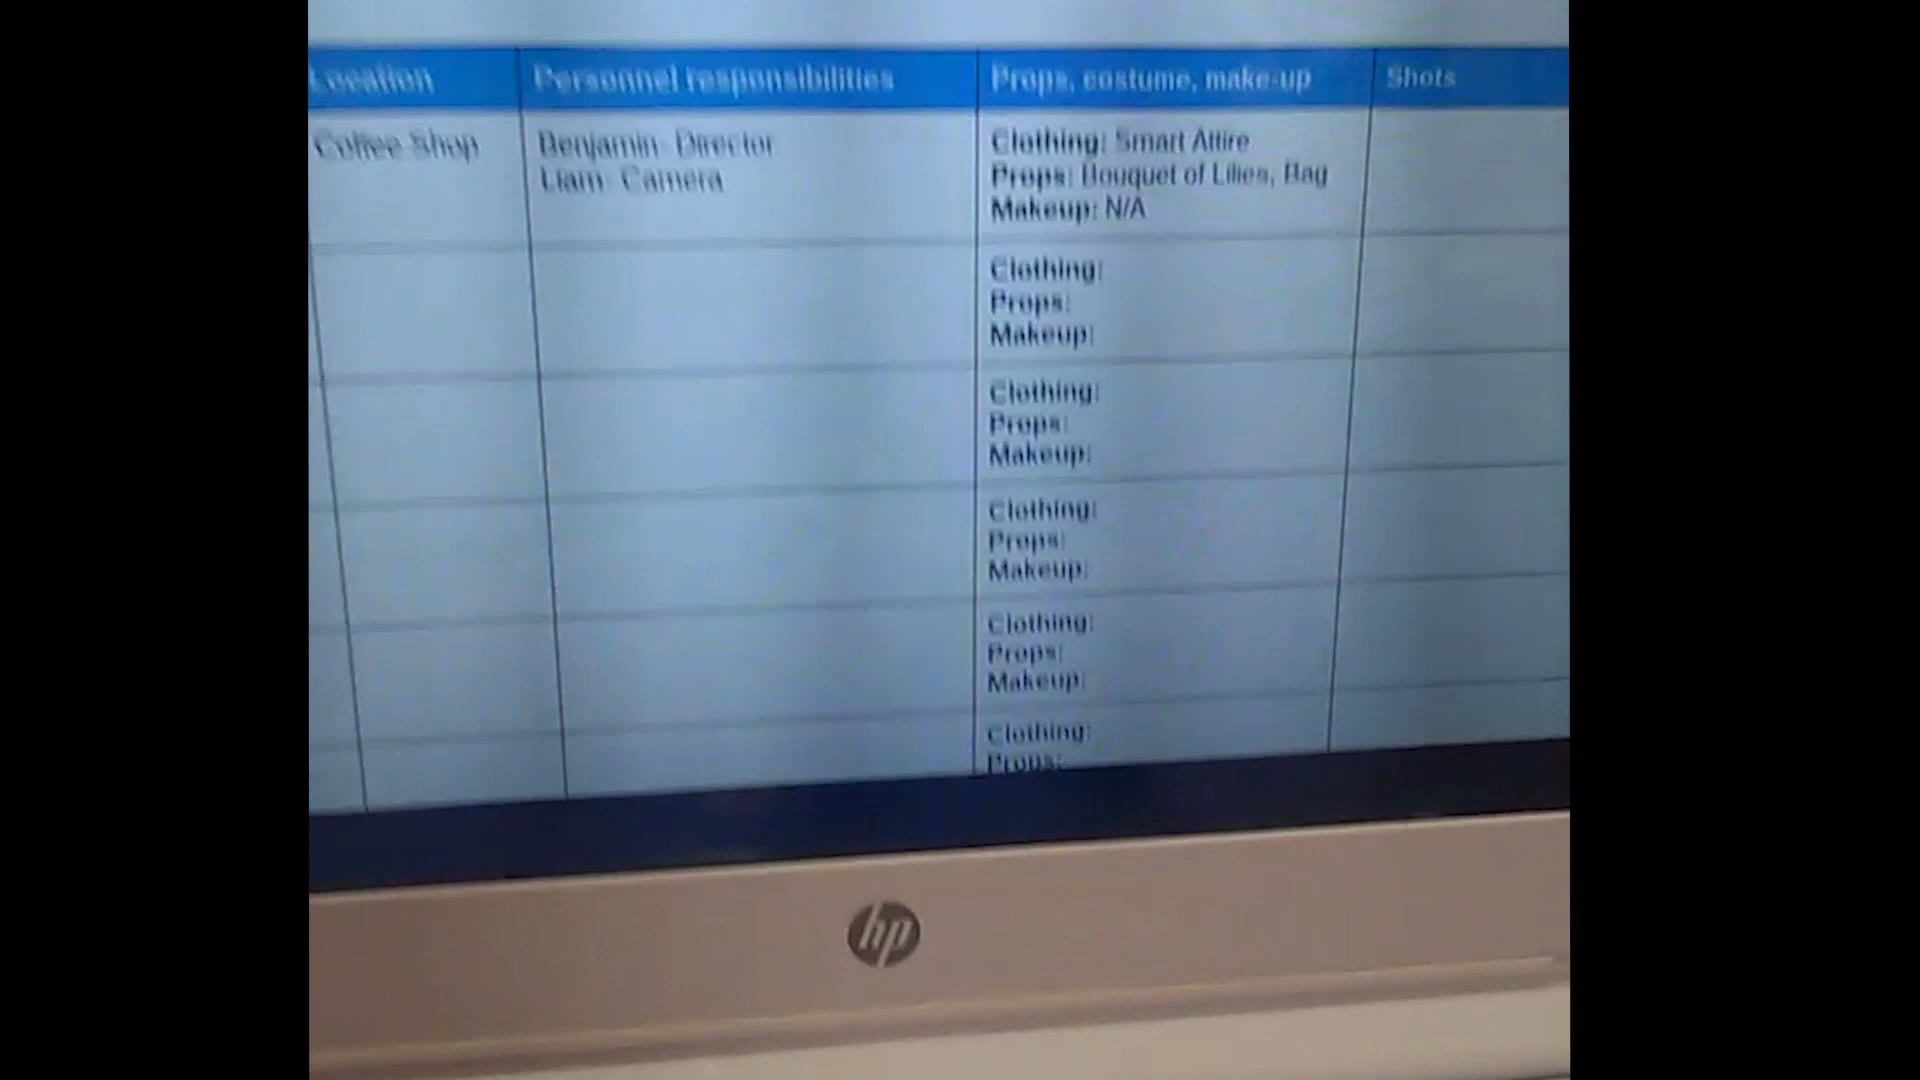 Location Personnel responsibilities Props, costume, make-up Shots
Coffee Shop
Benjamin- Director
Liam- Camera
Clothing: Smart Attire
Props: Bouquet of Lilies, Bag
Makeup: N/A
Clothing:
Props:
Makeup:
Clothing:
Props:
Makeup:
Clothing:
Props:
Makeup:
Clothing:
Props:
Makeup:
Clothing:
Props:
hp